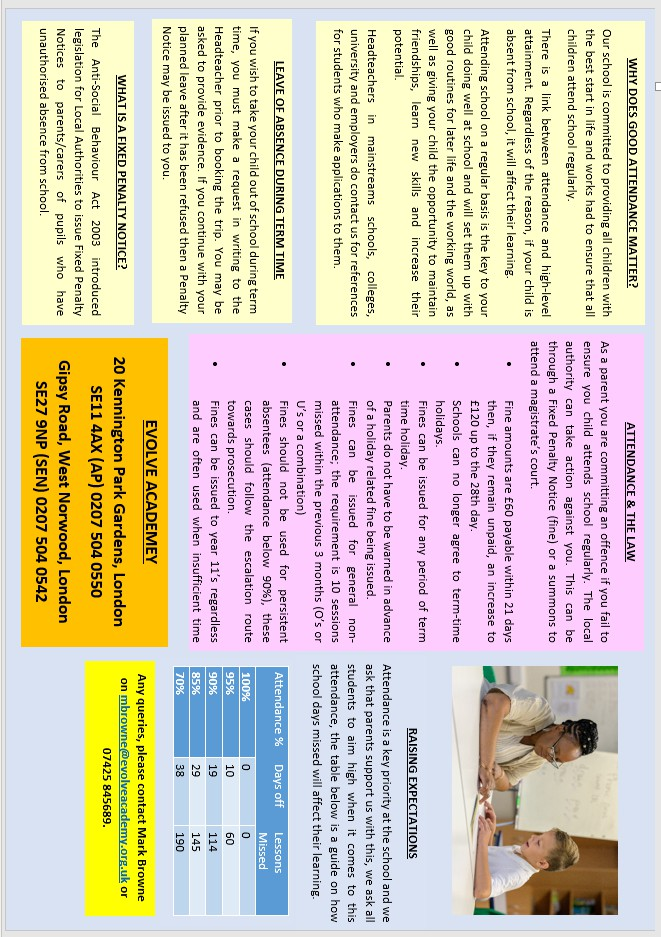 WHY DOES GOOD ATTENDANCE MATTER?
Our school is committed to providing all children with
the best start in life and works had to ensure that all
children attend school regularly.
There is a link between attendance and high-level
attainment. Regardless of the reason, if your child is
absent from school, it will affect their learning.
Attending school on a regular basis is the key to your
child doing well at school and will set them up with
good routines for later life and the working world, as
well as giving your child the opportunity to maintain
friendships, learn new skills and increase their
potential.
Headteachers in mainstreams schools, colleges,
university and employers do contact us for references
for students who make applications to them.
LEAVE OF ABSENCE DURING TERM TIME
If you wish to take your child out of school during term
time, you must make a request in writing to the
Headteacher prior to booking the trip. You may be
asked to provide evidence. If you continue with your
planned leave after it has been refused then a Penalty
Notice may be issued to you.
WHAT IS A FIXED PENALTY NOTICE?
The Anti-Social Behaviour Act 2003 introduced
legislation for Local Authorities to issue Fixed Penalty
Notices to parents/carers of pupils who have
unauthorised absence from school.
ATTENDANCE & THE LAW
As a parent you are committing an offence if you fail to
ensure you child attends school regularly. The local
authority can take action against you. This can be
through a Fixed Penalty Notice (fine) or a summons to
attend a magistrate's court.
• Fine amounts are £60 payable within 21 days
then, if they remain unpaid, an increase to
£120 up to the 28th day.
• Schools can no longer agree to term-time
holidays.
• Fines can be issued for any period of term
time holiday.
• Parents do not have to be warned in advance
of a holiday related fine being issued.
• Fines can be issued for general non-
attendance; the requirement is 10 sessions
missed within the previous 3 months (O's or
U's or a combination)
• Fines should not be used for persistent
absentees (attendance below 90%), these
cases should follow the escalation route
towards prosecution.
• Fines can be issued to year 11's regardless
and are often used when insufficient time
EVOLVE ACADEMEY
20 Kennington Park Gardens, London
SE11 4AX (AP) 0207 504 0550
Gipsy Road, West Norwood, London
SE27 9NP (SEN) 0207 504 0542
RAISING EXPECTATIONS
Attendance is a key priority at the school and we
ask that parents support us with this, we ask all
students to aim high when it comes to this
attendance, the table below is a guide on how
school days missed will affect their learning.
Attendance % Days off Lessons Missed
100% 0 0
95% 10 60
90% 19 114
85% 29 145
70% 38 190
Any queries, please contact Mark Browne
on mbrowne@evolveacademy.org.uk or
07425 845689.